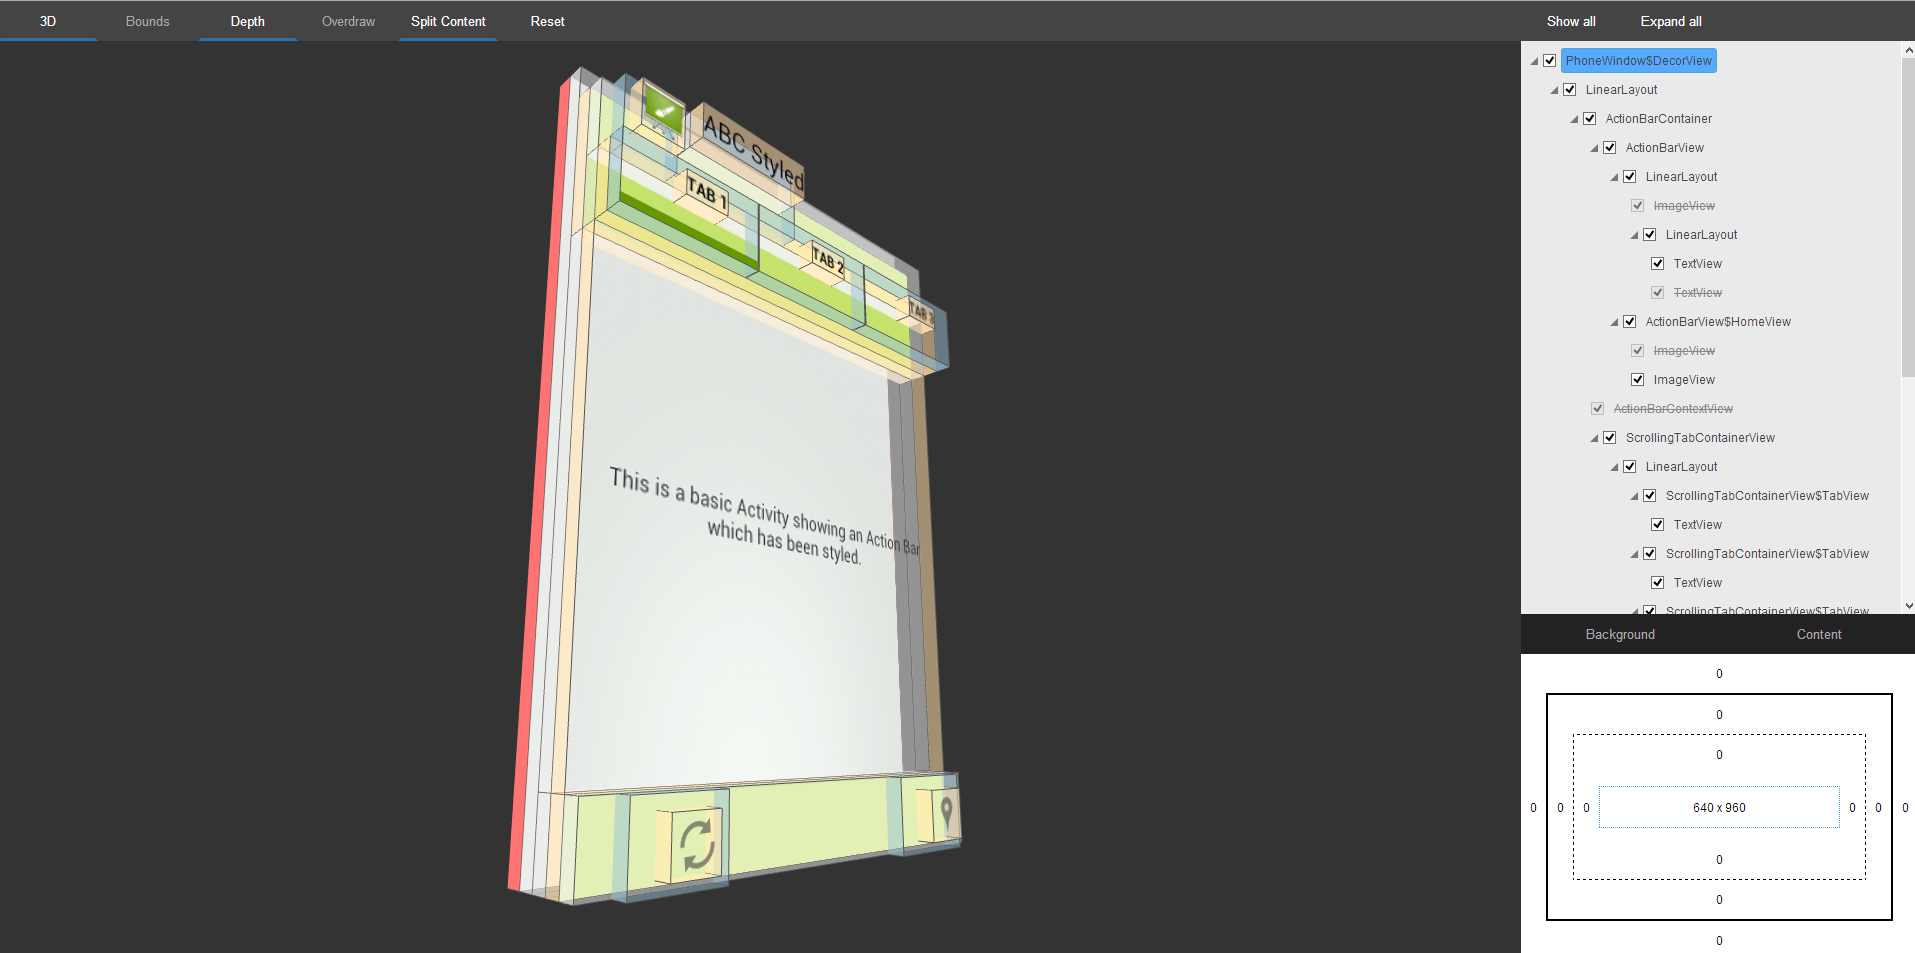 3D Bounds Depth Overdraw Split Content Reset
Show all Expand all
ABC Styled
TAB 1
TAB 2
TAB 3
This is a basic Activity showing an Action Bar
which has been styled.
PhoneWindow$DecorView
LinearLayout
ActionBarContainer
ActionBarView
LinearLayout
ImageView
LinearLayout
TextView
TextView
ActionBarView$HomeView
ImageView
ImageView
ActionBarContextView
ScrollingTabContainerView
LinearLayout
ScrollingTabContainerView$TabView
TextView
ScrollingTabContainerView$TabView
TextView
ScrollingTabContainerView$TabView
Background Content
0
0
0
0 0 0 640 x 960 0 0 0
0
0
0